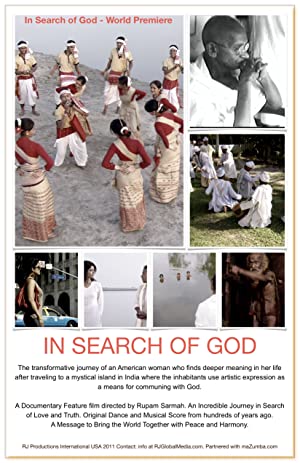 In Search of God - World Premiere
IN SEARCH OF GOD
The transformative journey of an American woman who finds deeper meaning in her life
after traveling to a mystical island in India where the inhabitants use artistic expression as
a means for communing with God.
A Documentary Feature film directed by Rupam Sarmah. An Incredible Journey in Search
of Love and Truth. Original Dance and Musical Score from hundreds of years ago.
A Message to Bring the World Together with Peace and Harmony.
RJ Productions International USA 2011 Contact: info at RJGlobalMedia.com. Partnered with maZumba.com